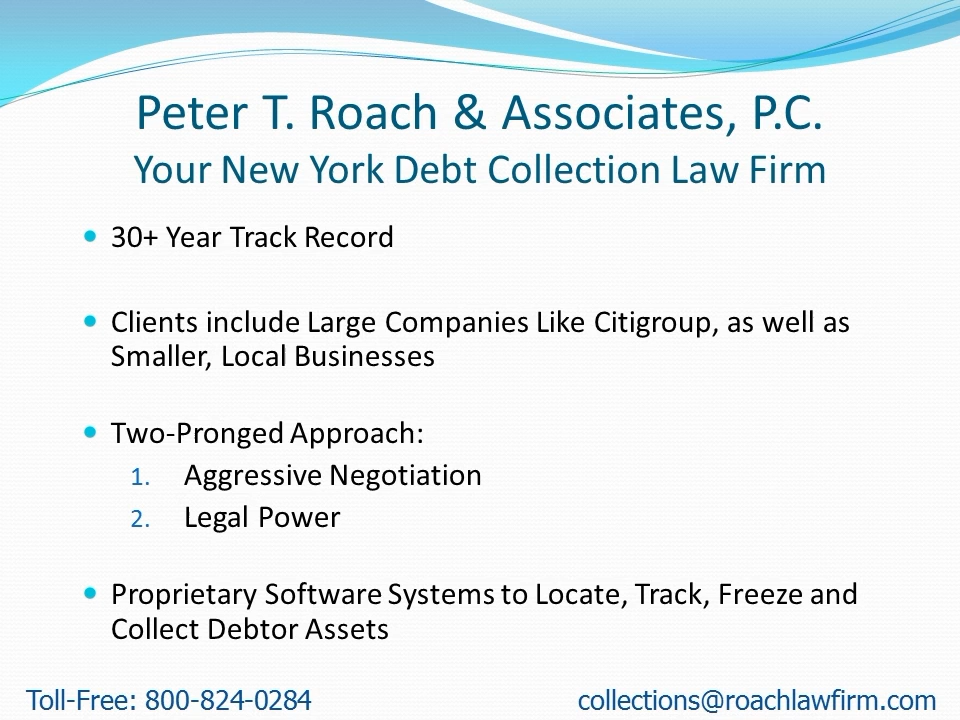 Peter T. Roach & Associates, P.C.
Your New York Debt Collection Law Firm
• 30+ Year Track Record
• Clients include Large Companies Like Citigroup, as well as
Smaller, Local Businesses
• Two-Pronged Approach:
1. Aggressive Negotiation
2. Legal Power
• Proprietary Software Systems to Locate, Track, Freeze and
Collect Debtor Assets
Toll-Free: 800-824-0284 collections@roachlawfirm.com